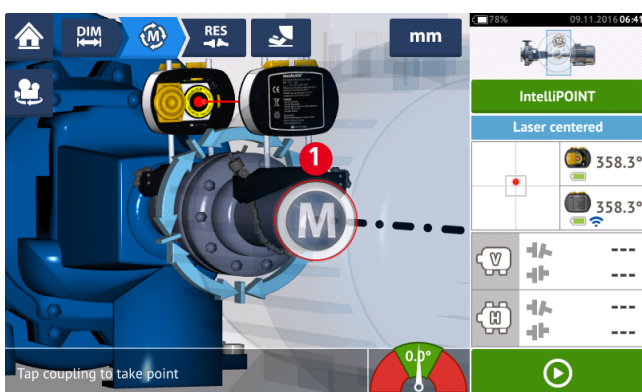 78% 09.11.2016 06:41
DIM
RES
mm
IntelliPOINT
Laser centered
358.3°
358.3°
1
M
V
---
---
H
---
---
0.0°
Tap coupling to take point